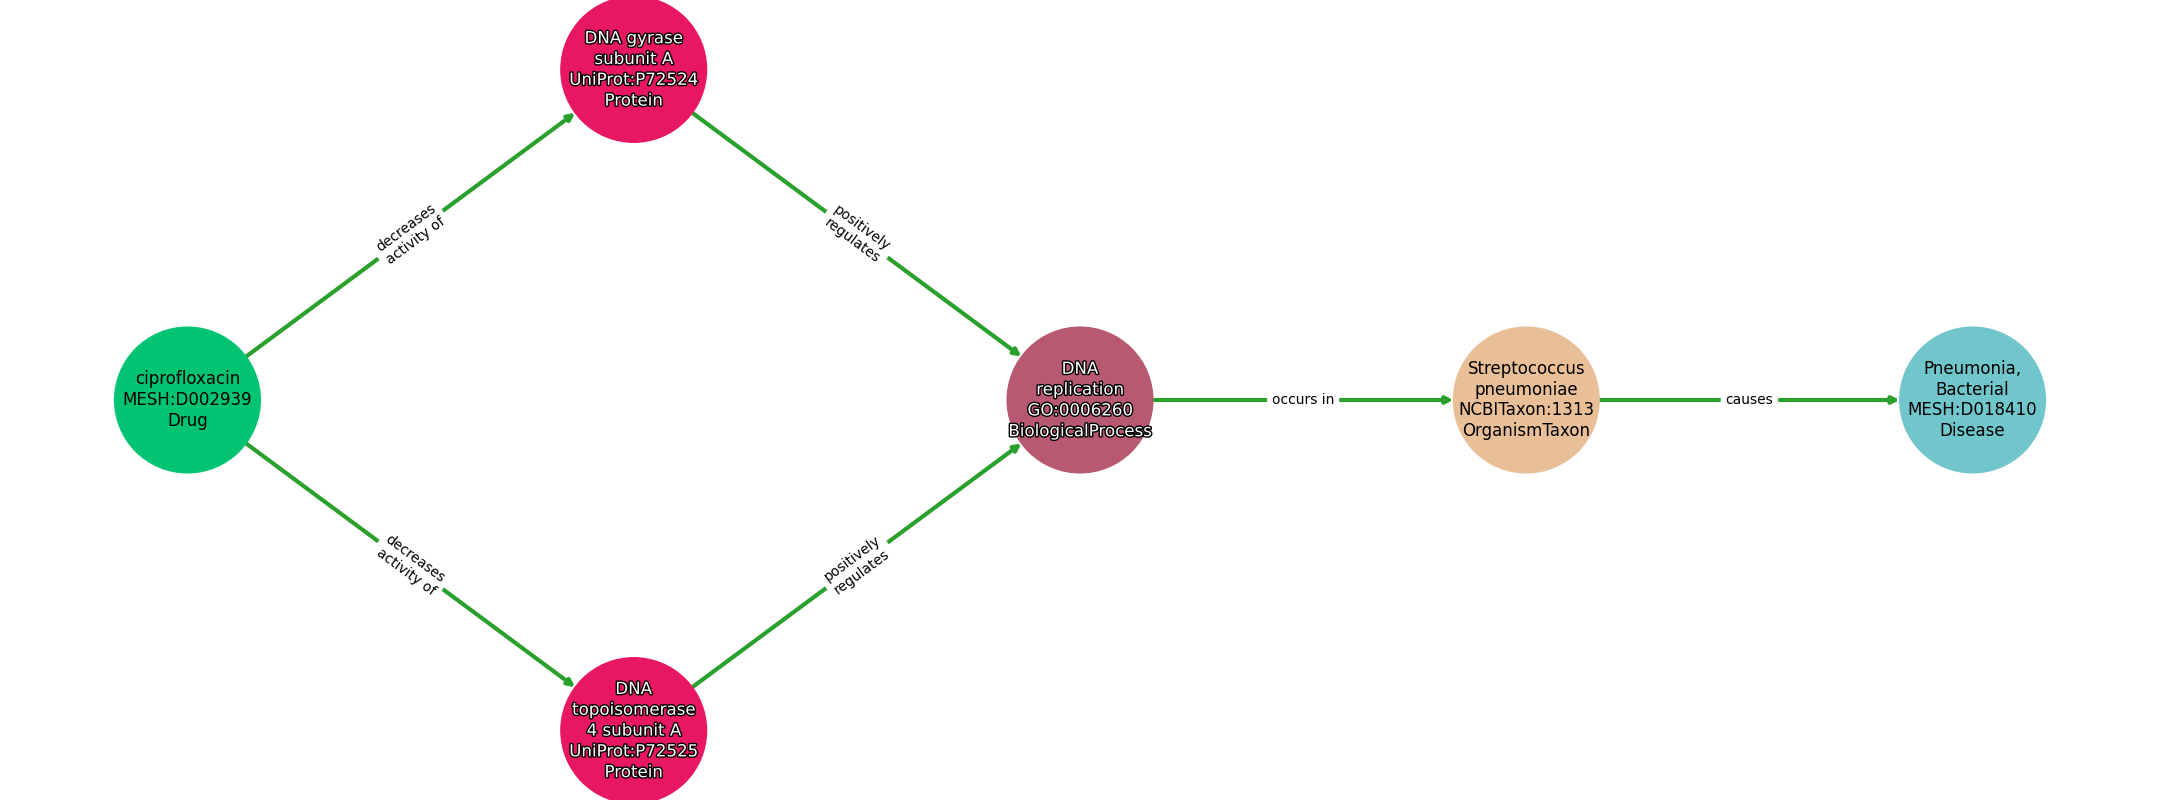 DNA gyrase
subunit A
UniProt:P72524
Protein
decreases
activity of
positively
regulates
ciprofloxacin
MESH:D002939
Drug
DNA
replication
GO:0006260
BiologicalProcess
occurs in
Streptococcus
pneumoniae
NCBITaxon:1313
OrganismTaxon
causes
Pneumonia,
Bacterial
MESH:D018410
Disease
decreases
activity of
positively
regulates
DNA
topoisomerase
4 subunit A
UniProt:P72525
Protein